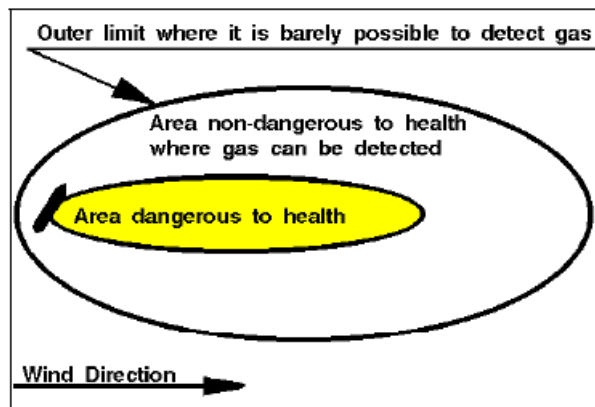 Outer limit where it is barely possible to detect gas
Area non-dangerous to health
where gas can be detected
Area dangerous to health
Wind Direction